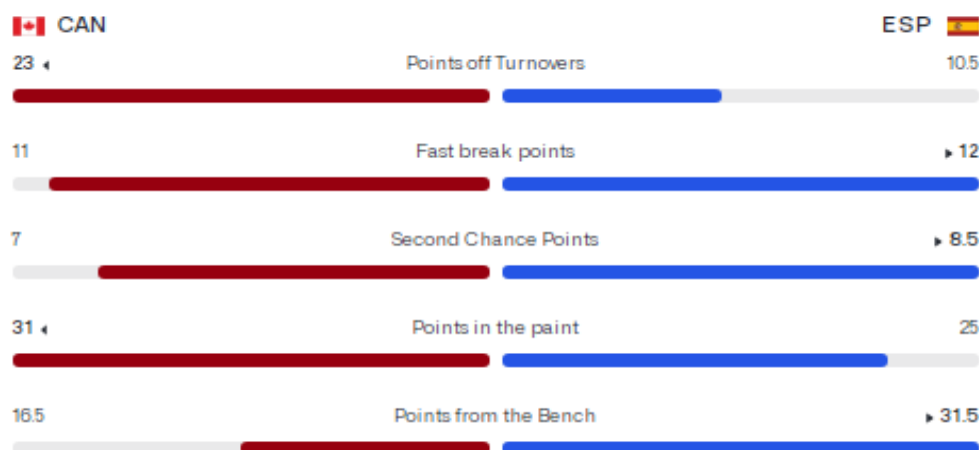 CAN ESP
23 Points off Turnovers 10.5
11 Fast break points 12
7 Second Chance Points 8.5
31 Points in the paint 25
16.5 Points from the Bench 31.5